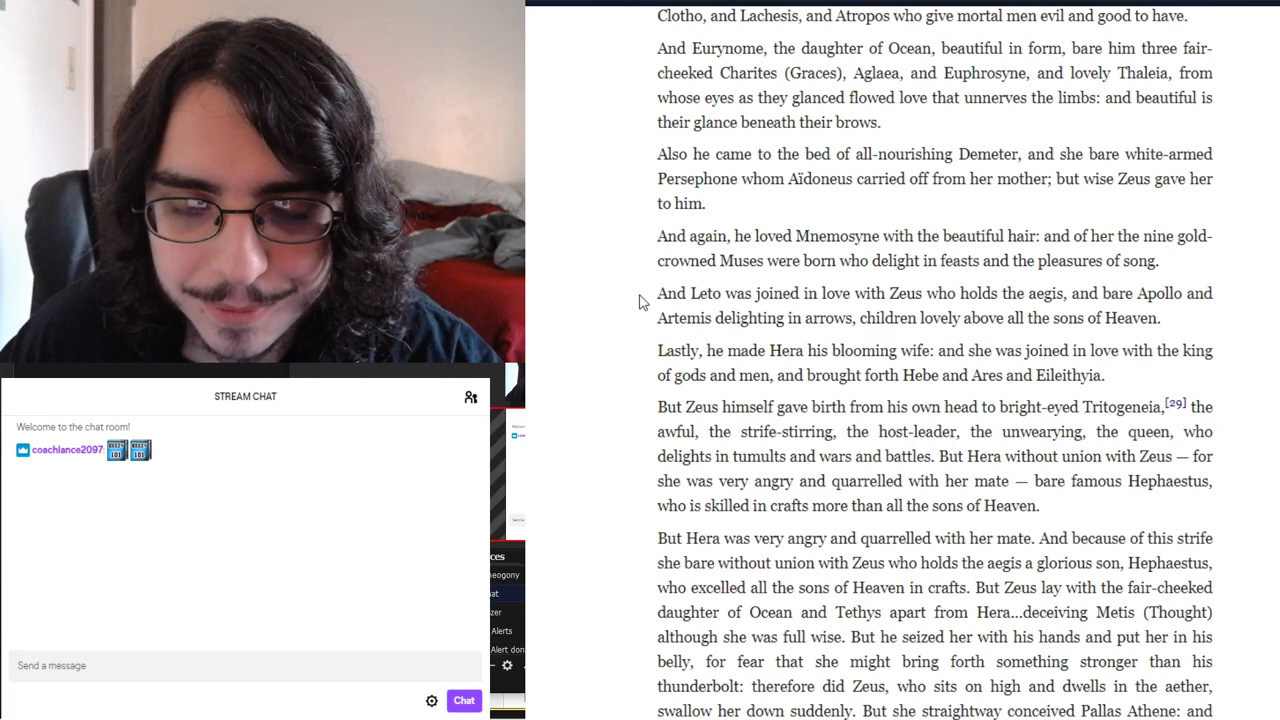 Clotho, and Lachesis, and Atropos who give mortal men evil and good to have.
And Eurynome, the daughter of Ocean, beautiful in form, bare him three fair-
cheeked Charites (Graces), Aglaea, and Euphrosyne, and lovely Thaleia, from
whose eyes as they glanced flowed love that unnerves the limbs: and beautiful is
their glance beneath their brows.
Also he came to the bed of all-nourishing Demeter, and she bare white-armed
Persephone whom Aïdoneus carried off from her mother; but wise Zeus gave her
to him.
And again, he loved Mnemosyne with the beautiful hair: and of her the nine gold-
crowned Muses were born who delight in feasts and the pleasures of song.
And Leto was joined in love with Zeus who holds the aegis, and bare Apollo and
Artemis delighting in arrows, children lovely above all the sons of Heaven.
Lastly, he made Hera his blooming wife: and she was joined in love with the king
of gods and men, and brought forth Hebe and Ares and Eileithyia.
But Zeus himself gave birth from his own head to bright-eyed Tritogeneia,[29] the
awful, the strife-stirring, the host-leader, the unwearying, the queen, who
delights in tumults and wars and battles. But Hera without union with Zeus — for
she was very angry and quarrelled with her mate — bare famous Hephaestus,
who is skilled in crafts more than all the sons of Heaven.
But Hera was very angry and quarrelled with her mate. And because of this strife
she bare without union with Zeus who holds the aegis a glorious son, Hephaestus,
who excelled all the sons of Heaven in crafts. But Zeus lay with the fair-cheeked
daughter of Ocean and Tethys apart from Hera...deceiving Metis (Thought)
although she was full wise. But he seized her with his hands and put her in his
belly, for fear that she might bring forth something stronger than his
thunderbolt: therefore did Zeus, who sits on high and dwells in the aether,
swallow her down suddenly. But she straightway conceived Pallas Athene: and
STREAM CHAT
Welcome to the chat room!
coachlance2097:
101 101
Send a message
Chat
ces
eogony
at
zer
Alerts
Alert don